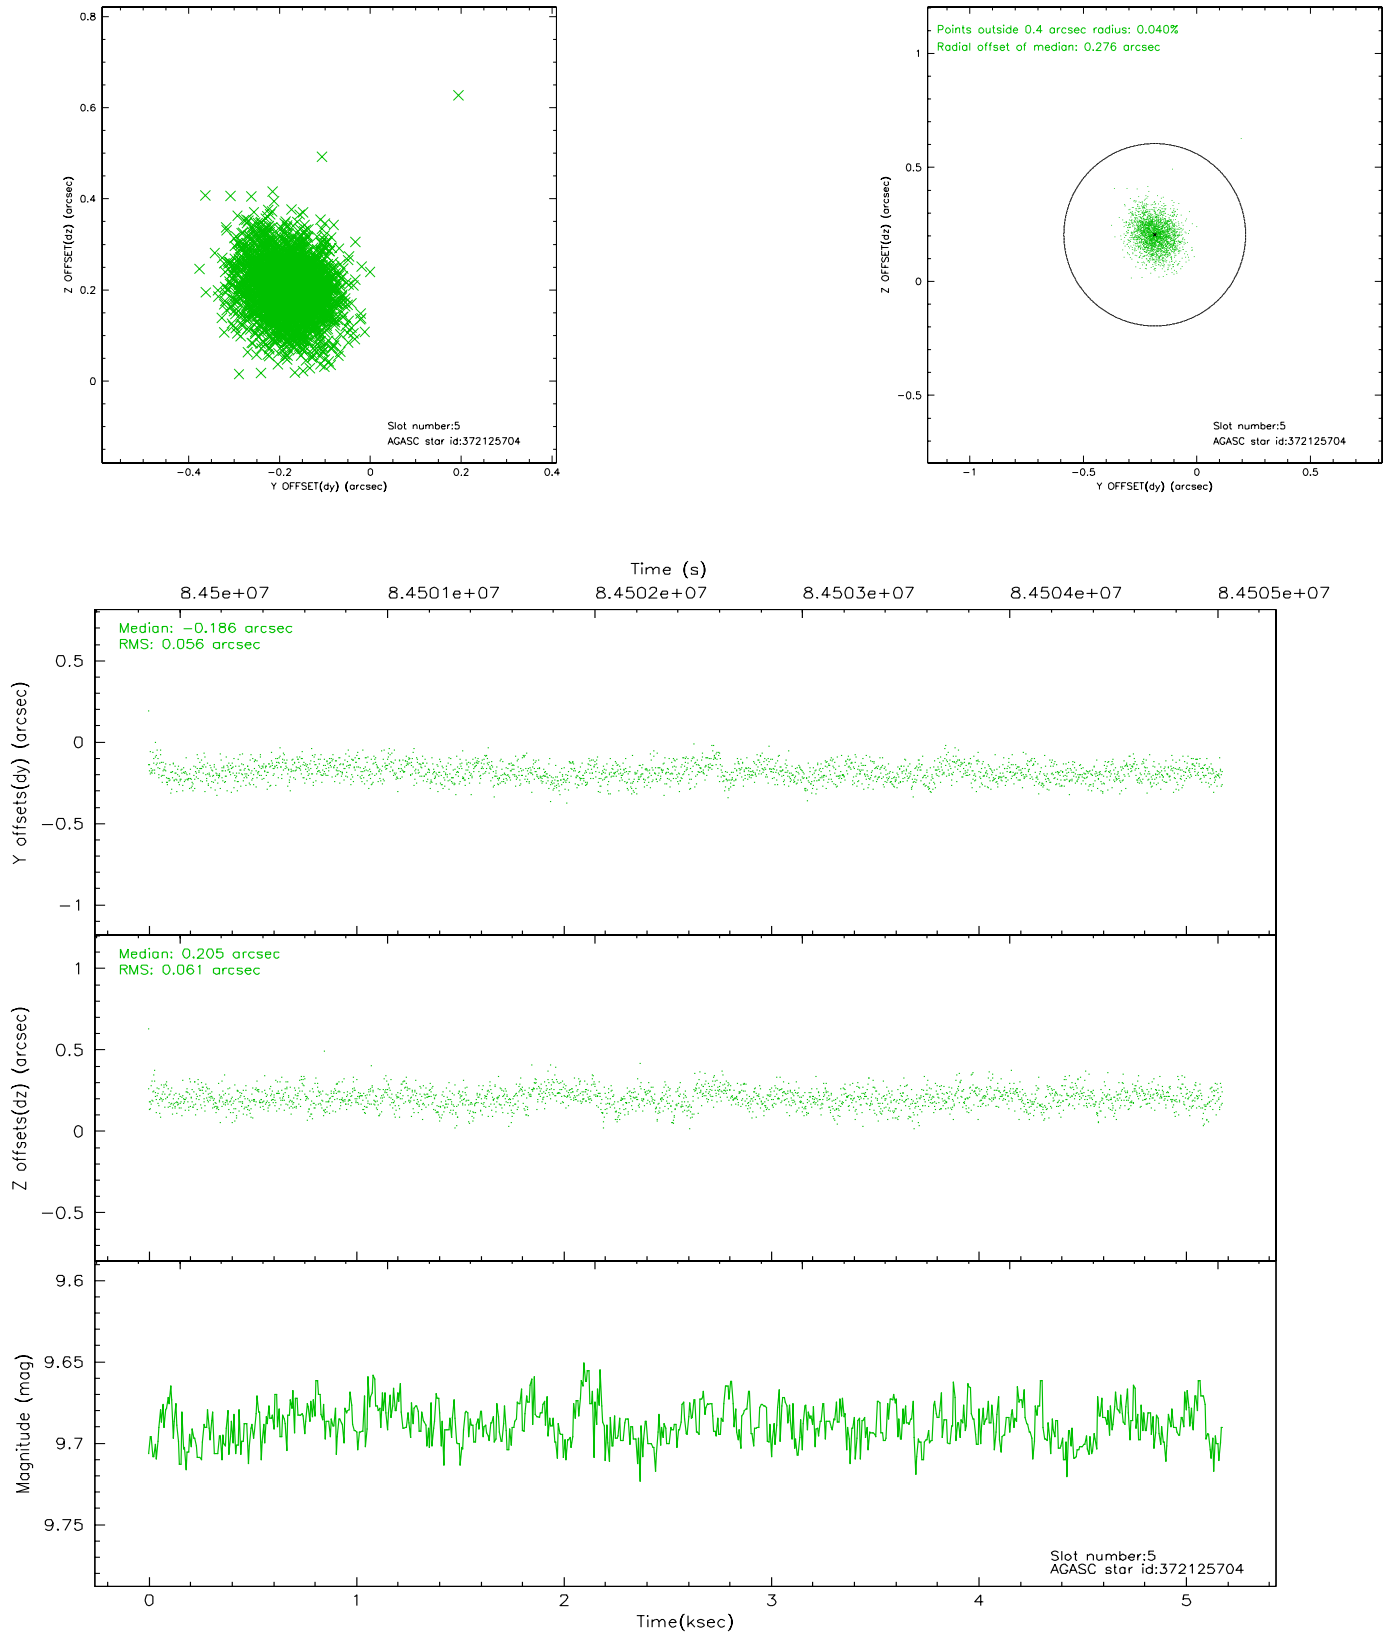 0.8
0.6
0.4
0.2
0
Z OFFSET(dz) (arcsec)
Slot number:5
AGASC star id:372125704
-0.4 -0.2 0 0.2 0.4
Y OFFSET(dy) (arcsec)
Points outside 0.4 arcsec radius: 0.040%
Radial offset of median: 0.276 arcsec
1
0.5
0
-0.5
Z OFFSET(dz) (arcsec)
Slot number:5
AGASC star id:372125704
-1 -0.5 0 0.5
Y OFFSET(dy) (arcsec)
Time (s)
8.45e+07 8.4501e+07 8.4502e+07 8.4503e+07 8.4504e+07 8.4505e+07
Median: -0.186 arcsec
RMS: 0.056 arcsec
0.5
0
-0.5
-1
Y offsets(dy) (arcsec)
Median: 0.205 arcsec
RMS: 0.061 arcsec
1
0.5
0
-0.5
Z offsets(dz) (arcsec)
9.6
9.65
9.7
9.75
Magnitude (mag)
Slot number:5
AGASC star id:372125704
0 1 2 3 4 5
Time(ksec)